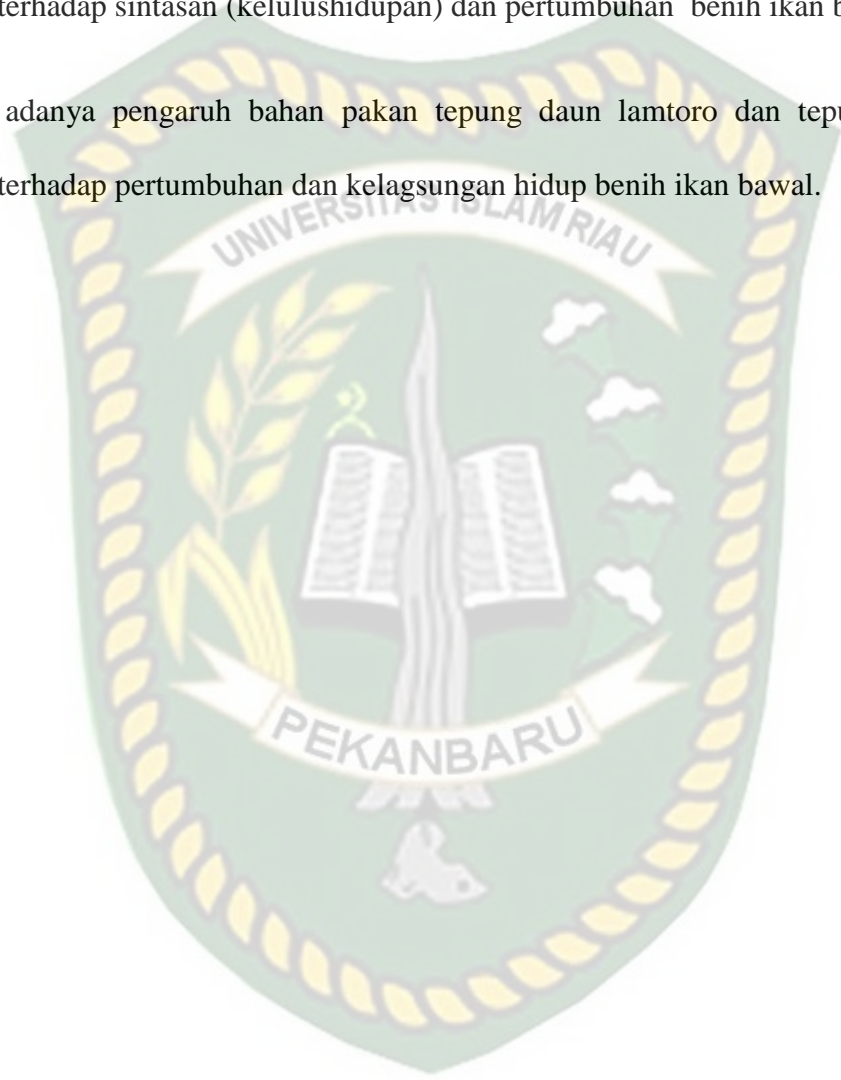 terhadap sintasan (kelulushidupan) dan pertumbuhan benih ikan
adanya pengaruh bahan pakan tepung daun lamtoro dan
terhadap pertumbuhan dan kelagsungan hidup benih ikan bawal.
UNIVERSITAS ISLAM RIAU
PEKANBARU